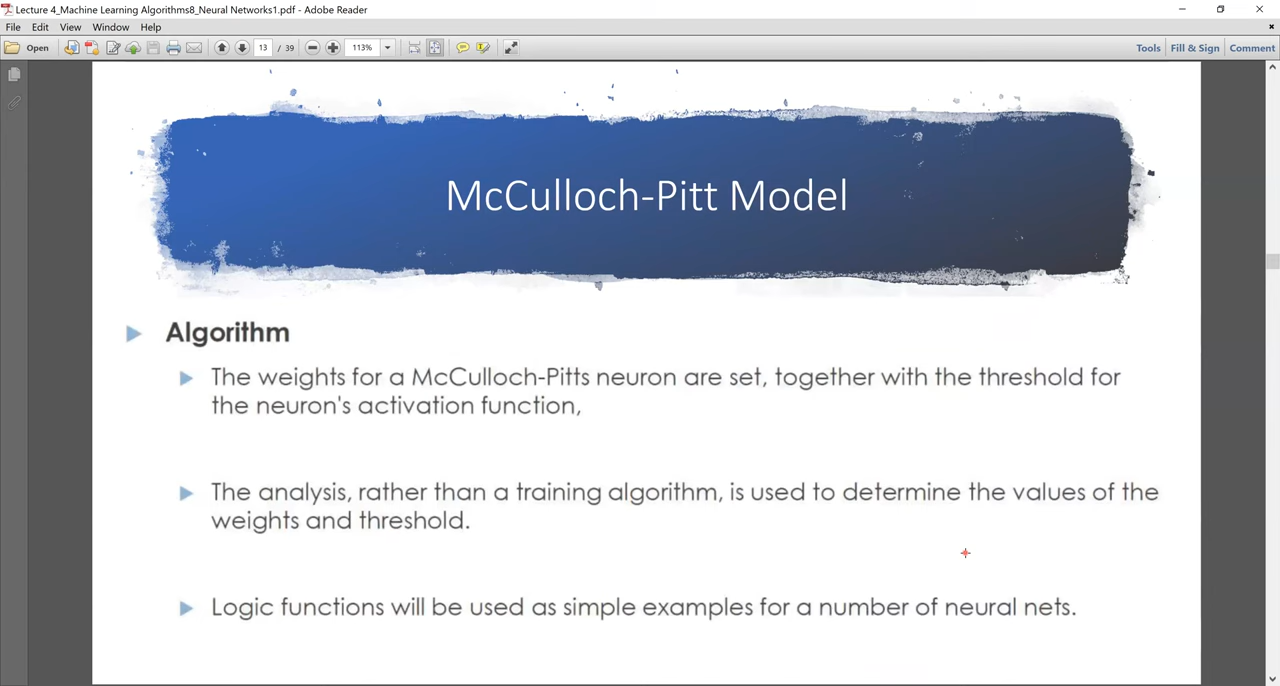 Lecture 4_Machine Learning Algorithms8_Neural Networks1.pdf - Adobe Reader
File Edit View Window Help
Open 13 / 39 113% Tools Fill & Sign Comment
McCulloch-Pitt Model
Algorithm
The weights for a McCulloch-Pitts neuron are set, together with the threshold for
the neuron's activation function,
The analysis, rather than a training algorithm, is used to determine the values of the
weights and threshold.
Logic functions will be used as simple examples for a number of neural nets.